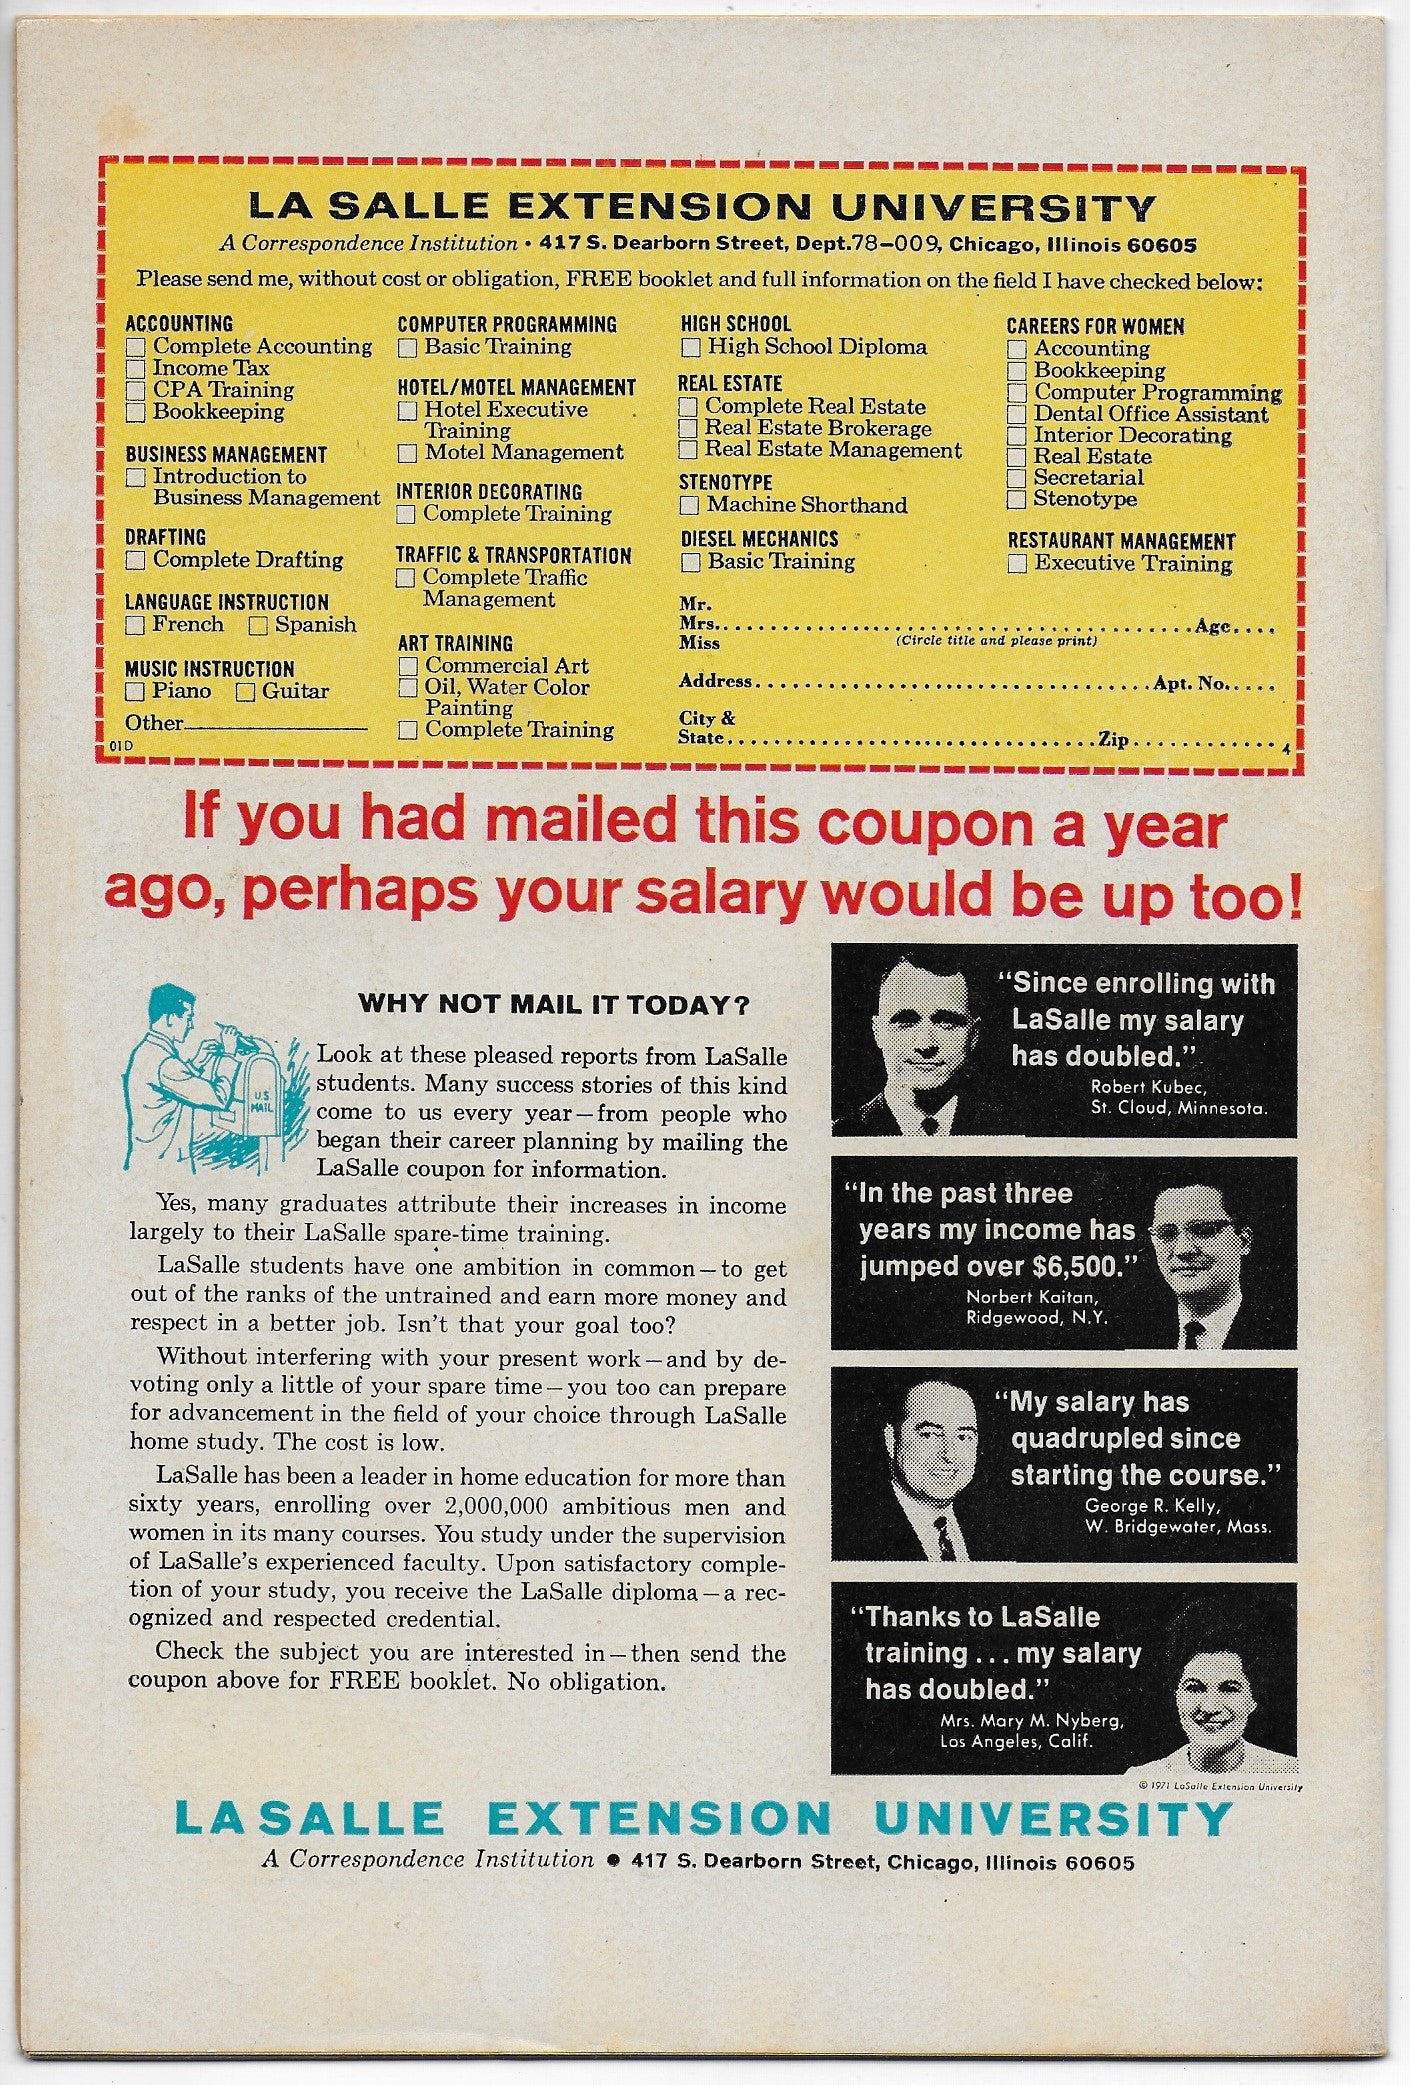 LA SALLE EXTENSION UNIVERSITY
A Correspondence Institution • 417 S. Dearborn Street, Dept.78–009, Chicago, Illinois 60605
Please send me, without cost or obligation, FREE booklet and full information on the field I have checked below:
ACCOUNTING
Complete Accounting
Income Tax
CPA Training
Bookkeeping
BUSINESS MANAGEMENT
Introduction to
Business Management
DRAFTING
Complete Drafting
LANGUAGE INSTRUCTION
French Spanish
MUSIC INSTRUCTION
Piano Guitar
Other
01D
COMPUTER PROGRAMMING
Basic Training
HOTEL/MOTEL MANAGEMENT
Hotel Executive
Training
Motel Management
INTERIOR DECORATING
Complete Training
TRAFFIC & TRANSPORTATION
Complete Traffic
Management
ART TRAINING
Commercial Art
Oil, Water Color
Painting
Complete Training
HIGH SCHOOL
High School Diploma
REAL ESTATE
Complete Real Estate
Real Estate Brokerage
Real Estate Management
STENOTYPE
Machine Shorthand
DIESEL MECHANICS
Basic Training
CAREERS FOR WOMEN
Accounting
Bookkeeping
Computer Programming
Dental Office Assistant
Interior Decorating
Real Estate
Secretarial
Stenotype
RESTAURANT MANAGEMENT
Executive Training
Mr.
Mrs. Age
Miss (Circle title and please print)
Address Apt. No.
City &
State Zip 4
If you had mailed this coupon a year
ago, perhaps your salary would be up too!
U.S.
MAIL
WHY NOT MAIL IT TODAY?
Look at these pleased reports from LaSalle
students. Many success stories of this kind
come to us every year—from people who
began their career planning by mailing the
LaSalle coupon for information.
Yes, many graduates attribute their increases in income
largely to their LaSalle spare-time training.
LaSalle students have one ambition in common—to get
out of the ranks of the untrained and earn more money and
respect in a better job. Isn't that your goal too?
Without interfering with your present work—and by de-
voting only a little of your spare time—you too can prepare
for advancement in the field of your choice through LaSalle
home study. The cost is low.
LaSalle has been a leader in home education for more than
sixty years, enrolling over 2,000,000 ambitious men and
women in its many courses. You study under the supervision
of LaSalle's experienced faculty. Upon satisfactory comple-
tion of your study, you receive the LaSalle diploma—a rec-
ognized and respected credential.
Check the subject you are interested in—then send the
coupon above for FREE booklet. No obligation.
“Since enrolling with
LaSalle my salary
has doubled.”
Robert Kubec,
St. Cloud, Minnesota.
“In the past three
years my income has
jumped over $6,500.”
Norbert Kaitan,
Ridgewood, N.Y.
“My salary has
quadrupled since
starting the course.”
George R. Kelly,
W. Bridgewater, Mass.
“Thanks to LaSalle
training . . . my salary
has doubled.”
Mrs. Mary M. Nyberg,
Los Angeles, Calif.
© 1971 LaSalle Extension University
LA SALLE EXTENSION UNIVERSITY
A Correspondence Institution ● 417 S. Dearborn Street, Chicago, Illinois 60605